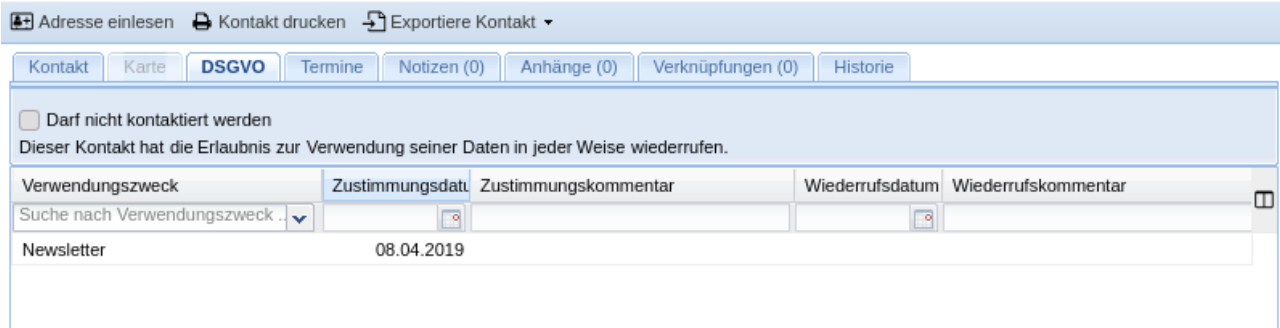 Adresse einlesen Kontakt drucken Exportiere Kontakt
Kontakt Karte DSGVO Termine Notizen (0) Anhänge (0) Verknüpfungen (0) Historie
Darf nicht kontaktiert werden
Dieser Kontakt hat die Erlaubnis zur Verwendung seiner Daten in jeder Weise wiederrufen.
Verwendungszweck Zustimmungsdatu Zustimmungskommentar Wiederrufsdatum Wiederrufskommentar
Suche nach Verwendungszweck ..
Newsletter 08.04.2019